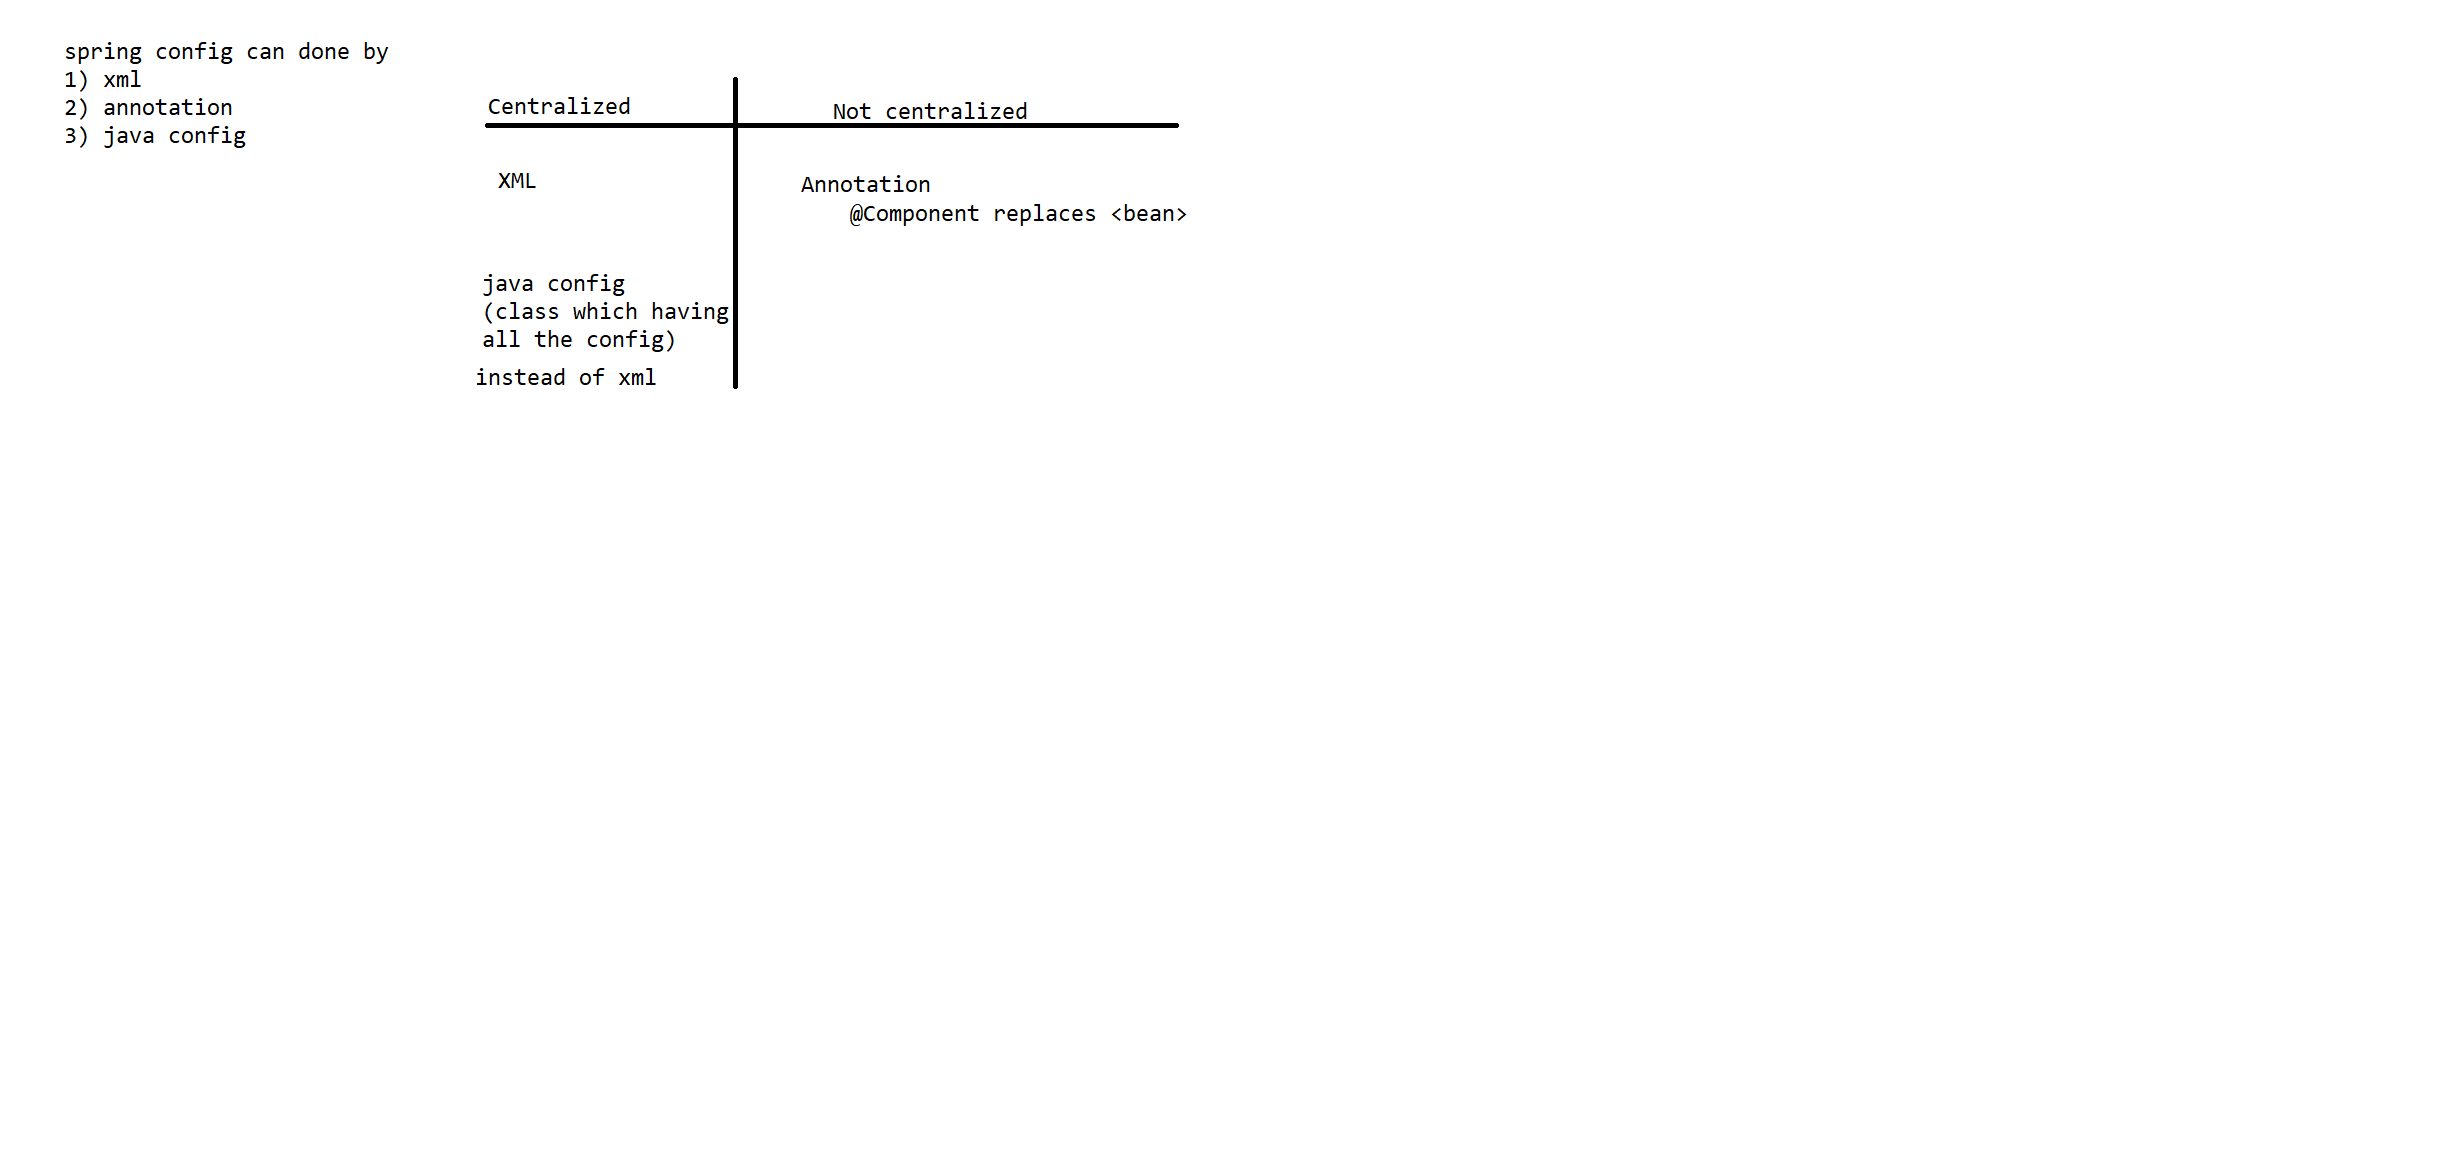 spring config can done by
1) xml
2) annotation
3) java config
Centralized
Not centralized
XML
Annotation
@Component replaces <bean>
java config
(class which having
all the config)
instead of xml